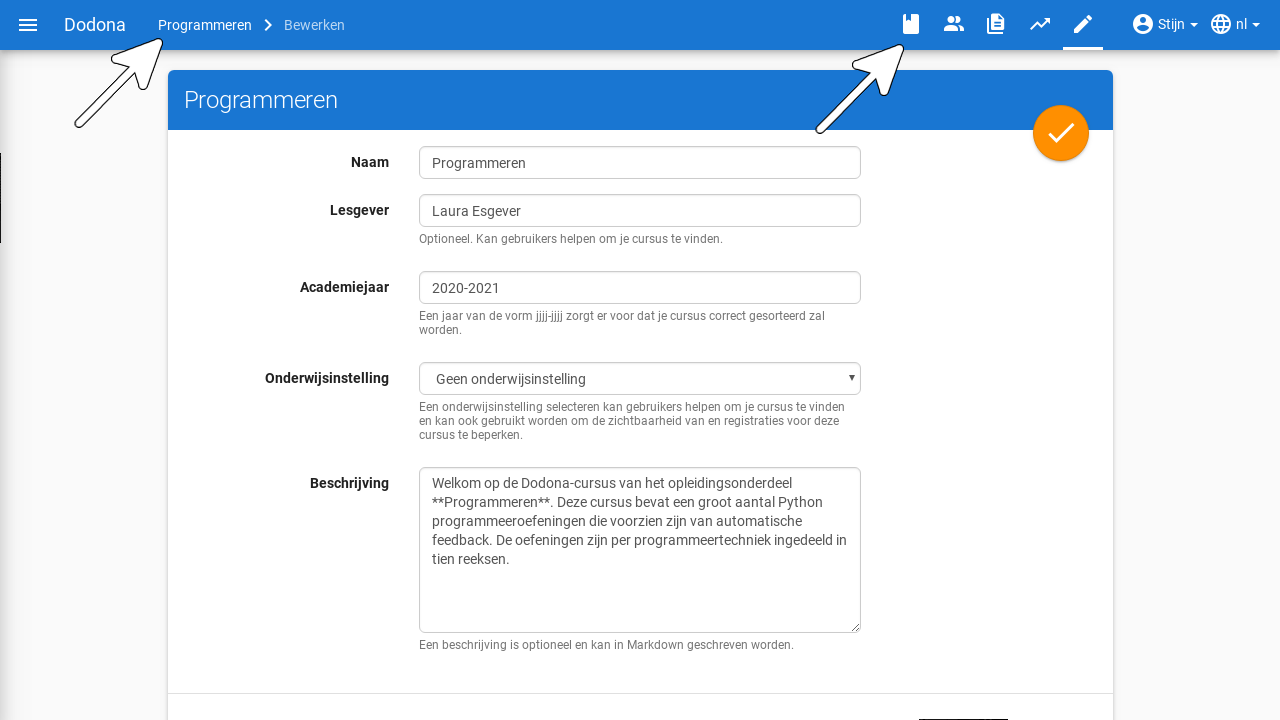 Dodona Programmeren Bewerken Stijn nl
Programmeren
Naam
Programmeren
Lesgever
Laura Esgever
Optioneel. Kan gebruikers helpen om je cursus te vinden.
Academiejaar
2020-2021
Een jaar van de vorm jjjj-jjjj zorgt er voor dat je cursus correct gesorteerd zal
worden.
Onderwijsinstelling
Geen onderwijsinstelling
Een onderwijsinstelling selecteren kan gebruikers helpen om je cursus te vinden
en kan ook gebruikt worden om de zichtbaarheid van en registraties voor deze
cursus te beperken.
Beschrijving
Welkom op de Dodona-cursus van het opleidingsonderdeel
**Programmeren**. Deze cursus bevat een groot aantal Python
programmeeroefeningen die voorzien zijn van automatische
feedback. De oefeningen zijn per programmeertechniek ingedeeld in
tien reeksen.
Een beschrijving is optioneel en kan in Markdown geschreven worden.